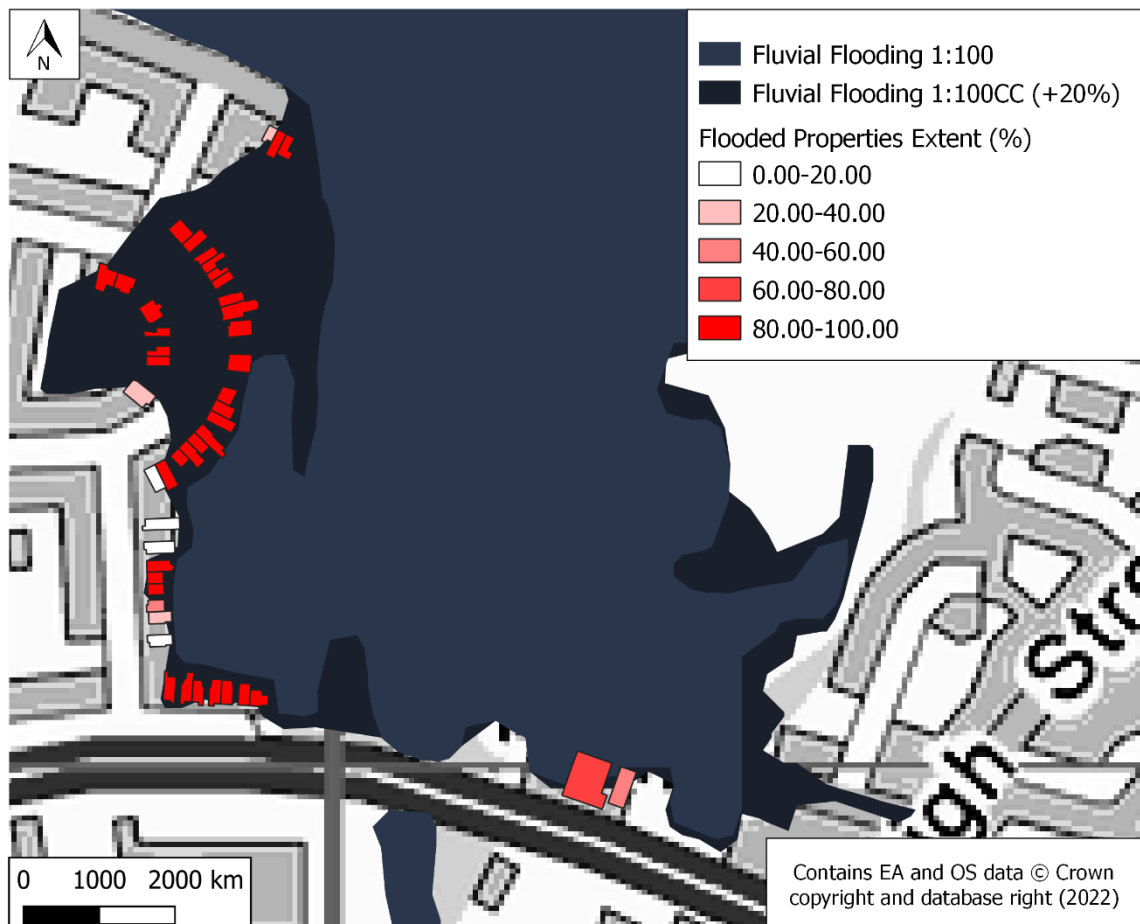 N
Fluvial Flooding 1:100
Fluvial Flooding 1:100CC (+20%)
Flooded Properties Extent (%)
0.00-20.00
20.00-40.00
40.00-60.00
60.00-80.00
80.00-100.00
0 1000 2000 km
Contains EA and OS data © Crown
copyright and database right (2022)